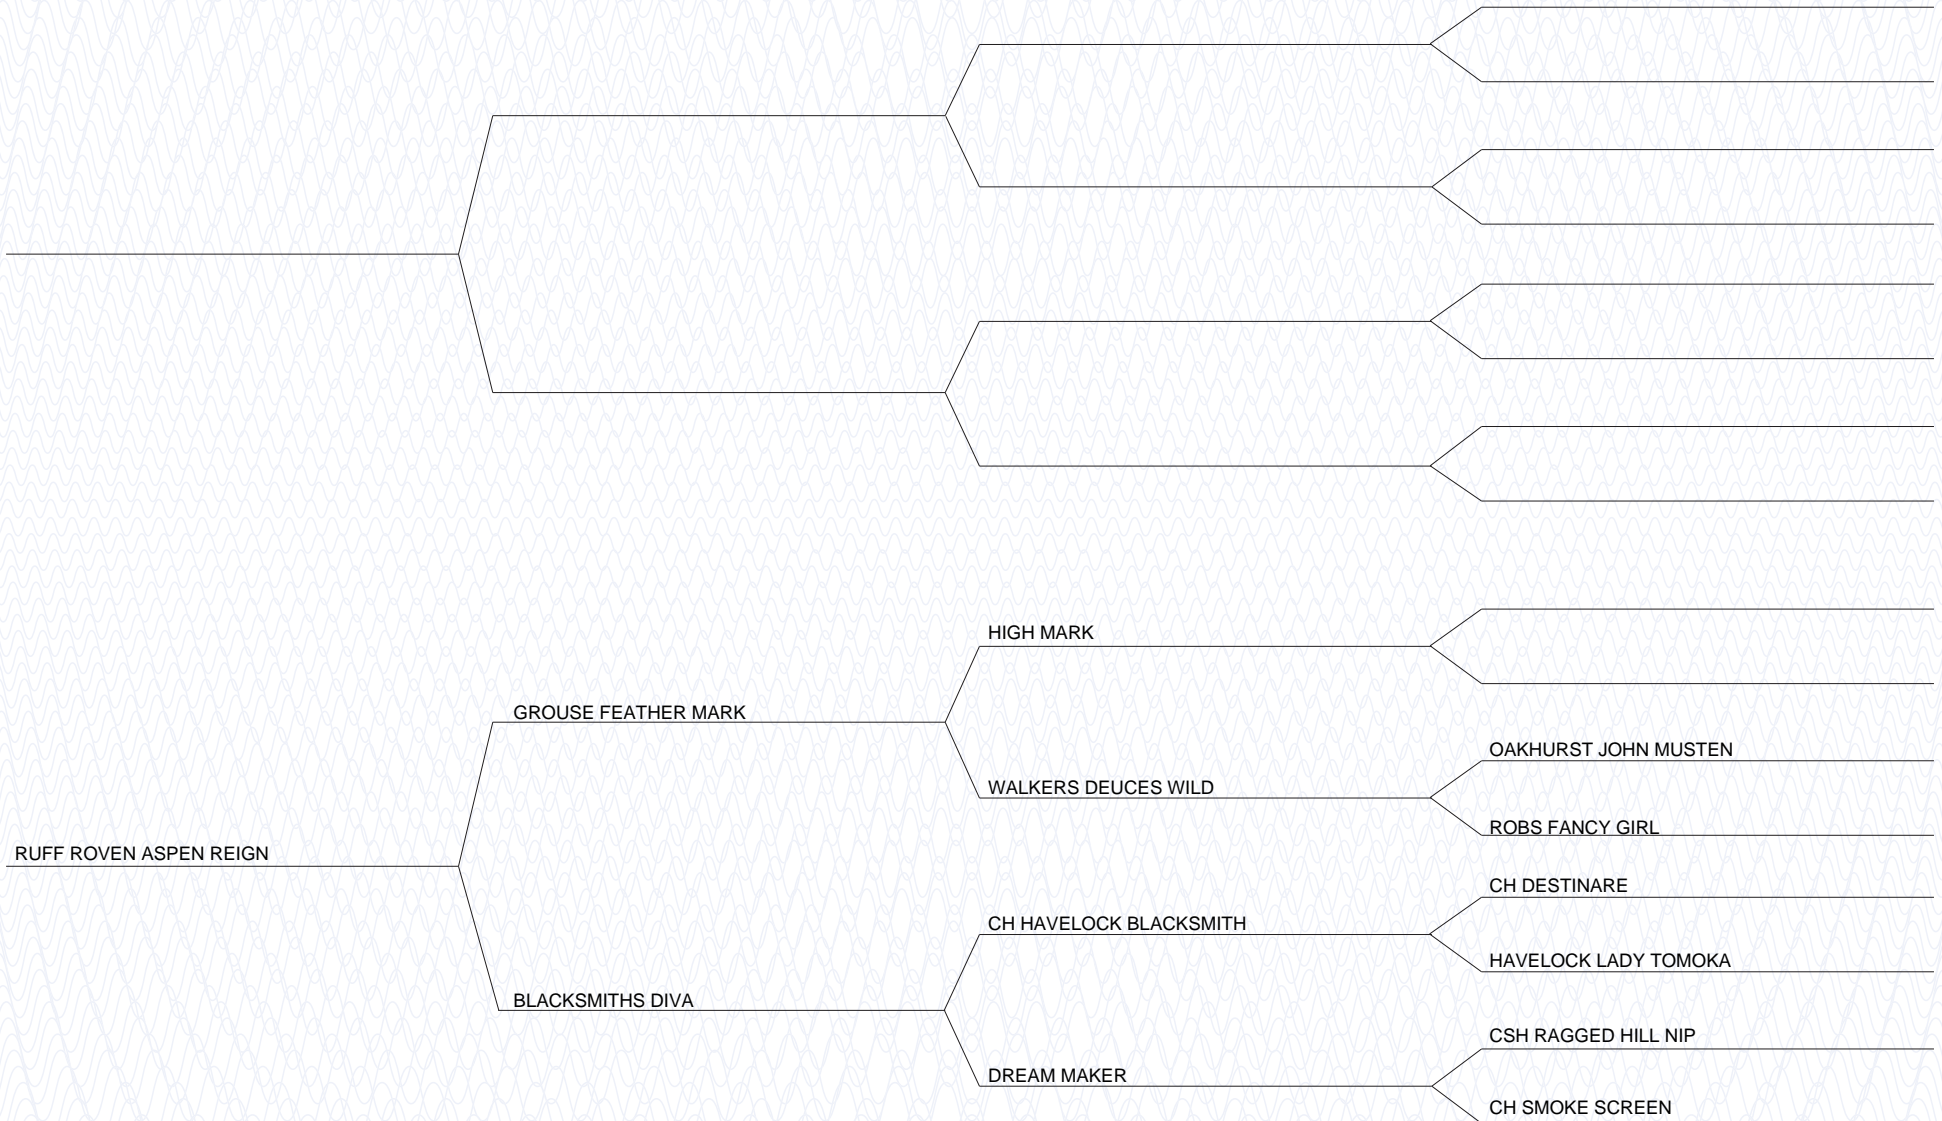 HIGH MARK
GROUSE FEATHER MARK
OAKHURST JOHN MUSTEN
WALKERS DEUCES WILD
ROBS FANCY GIRL
RUFF ROVEN ASPEN REIGN
CH DESTINARE
CH HAVELOCK BLACKSMITH
HAVELOCK LADY TOMOKA
BLACKSMITHS DIVA
CSH RAGGED HILL NIP
DREAM MAKER
CH SMOKE SCREEN